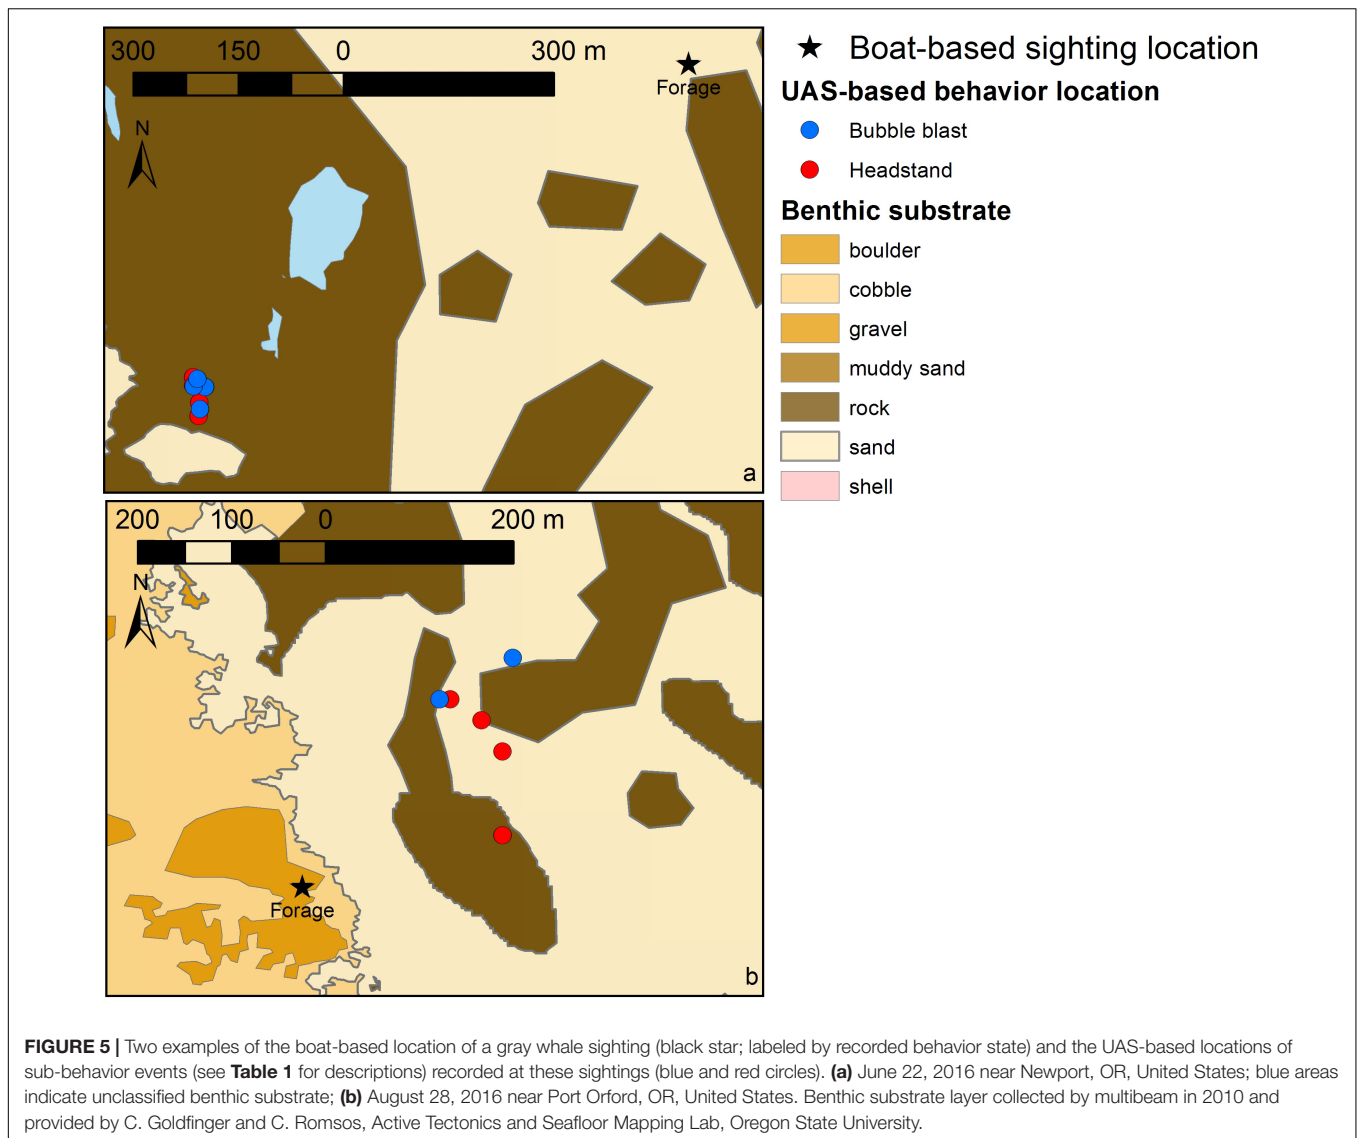 300 150 0 300 m
Forage
N
a
200 100 0 200 m
N
Forage
b
Boat-based sighting location
UAS-based behavior location
Bubble blast
Headstand
Benthic substrate
boulder
cobble
gravel
muddy sand
rock
sand
shell
FIGURE 5 | Two examples of the boat-based location of a gray whale sighting (black star; labeled by recorded behavior state) and the UAS-based locations of
sub-behavior events (see Table 1 for descriptions) recorded at these sightings (blue and red circles). (a) June 22, 2016 near Newport, OR, United States; blue areas
indicate unclassified benthic substrate; (b) August 28, 2016 near Port Orford, OR, United States. Benthic substrate layer collected by multibeam in 2010 and
provided by C. Goldfinger and C. Romsos, Active Tectonics and Seafloor Mapping Lab, Oregon State University.